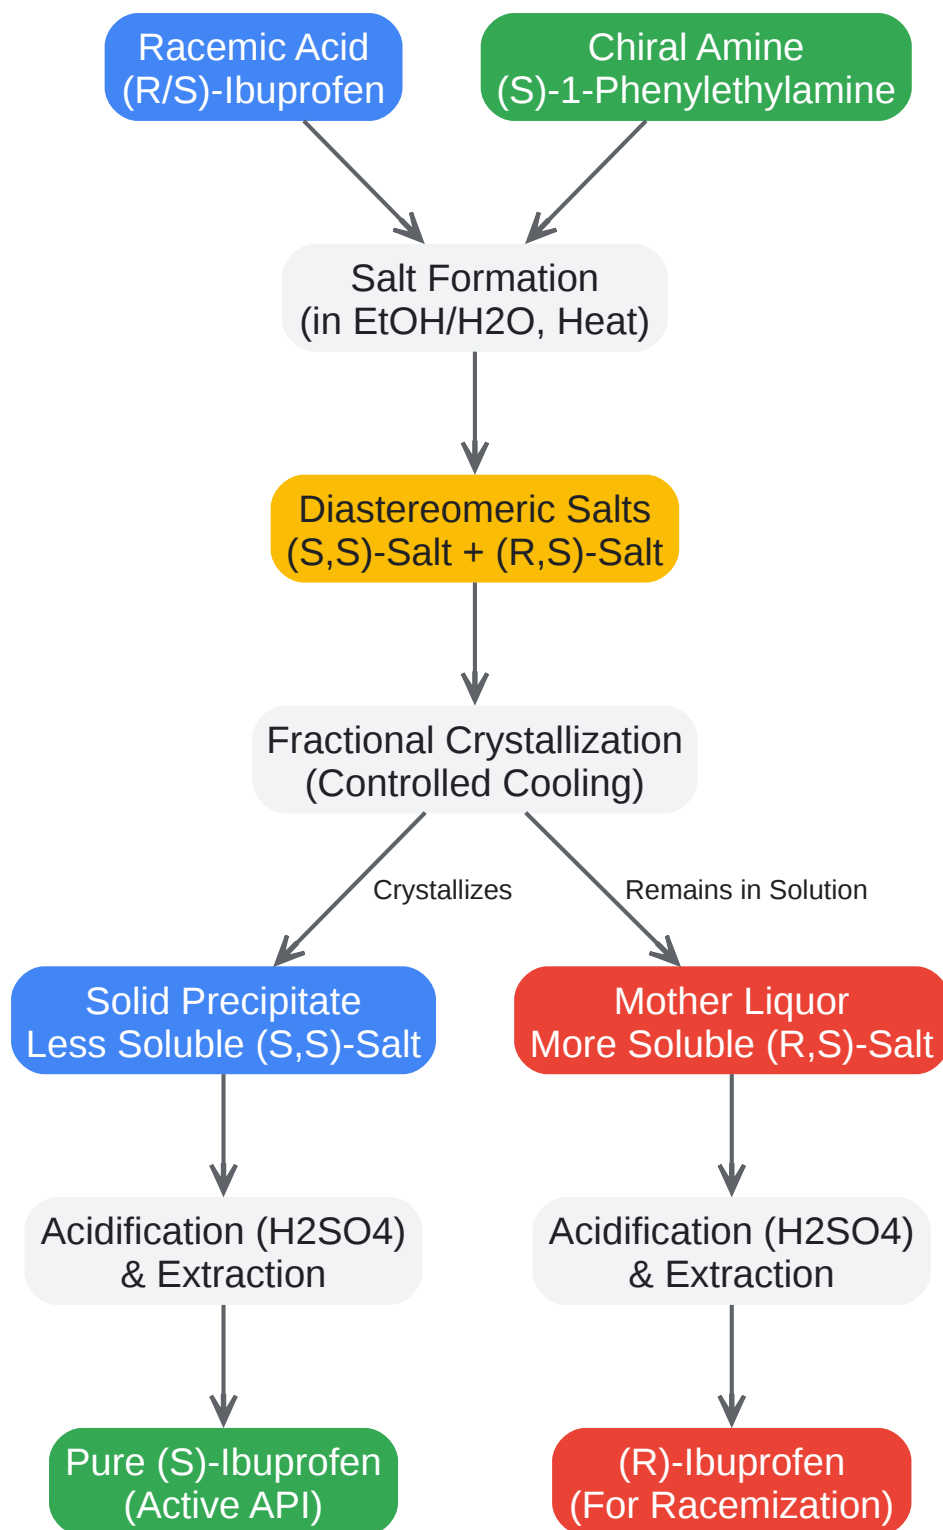 Racemic Acid
(R/S)-Ibuprofen
Chiral Amine
(S)-1-Phenylethylamine
Salt Formation
(in EtOH/H2O, Heat)
Diastereomeric Salts
(S,S)-Salt + (R,S)-Salt
Fractional Crystallization
(Controlled Cooling)
Crystallizes
Remains in Solution
Solid Precipitate
Less Soluble (S,S)-Salt
Mother Liquor
More Soluble (R,S)-Salt
Acidification (H2SO4)
& Extraction
Acidification (H2SO4)
& Extraction
Pure (S)-Ibuprofen
(Active API)
(R)-Ibuprofen
(For Racemization)